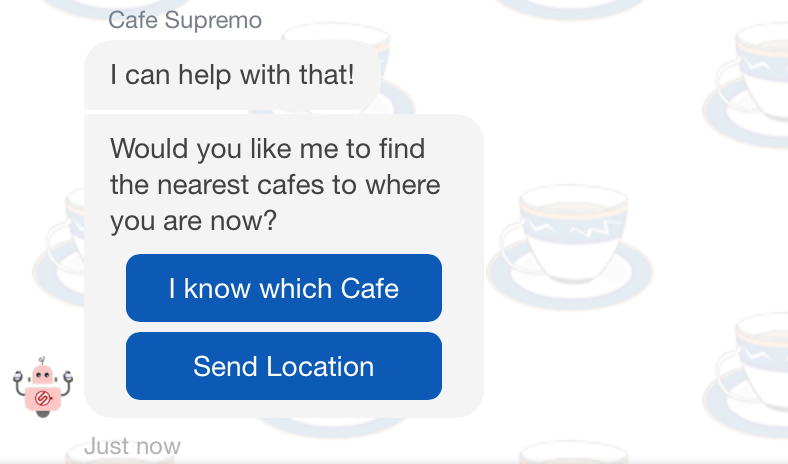 Cafe Supremo
I can help with that!
Would you like me to find
the nearest cafes to where
you are now?
I know which Cafe
Send Location
Just now